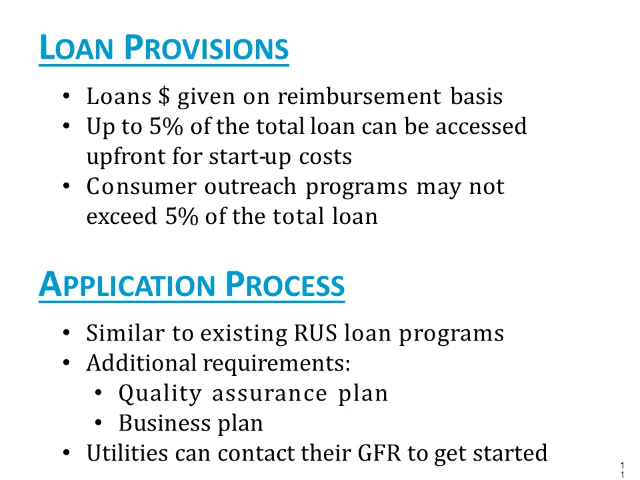 LOAN PROVISIONS
• Loans $ given on reimbursement basis
• Up to 5% of the total loan can be accessed
upfront for start-up costs
• Consumer outreach programs may not
exceed 5% of the total loan
APPLICATION PROCESS
• Similar to existing RUS loan programs
• Additional requirements:
• Quality assurance plan
• Business plan
• Utilities can contact their GFR to get started
1
1